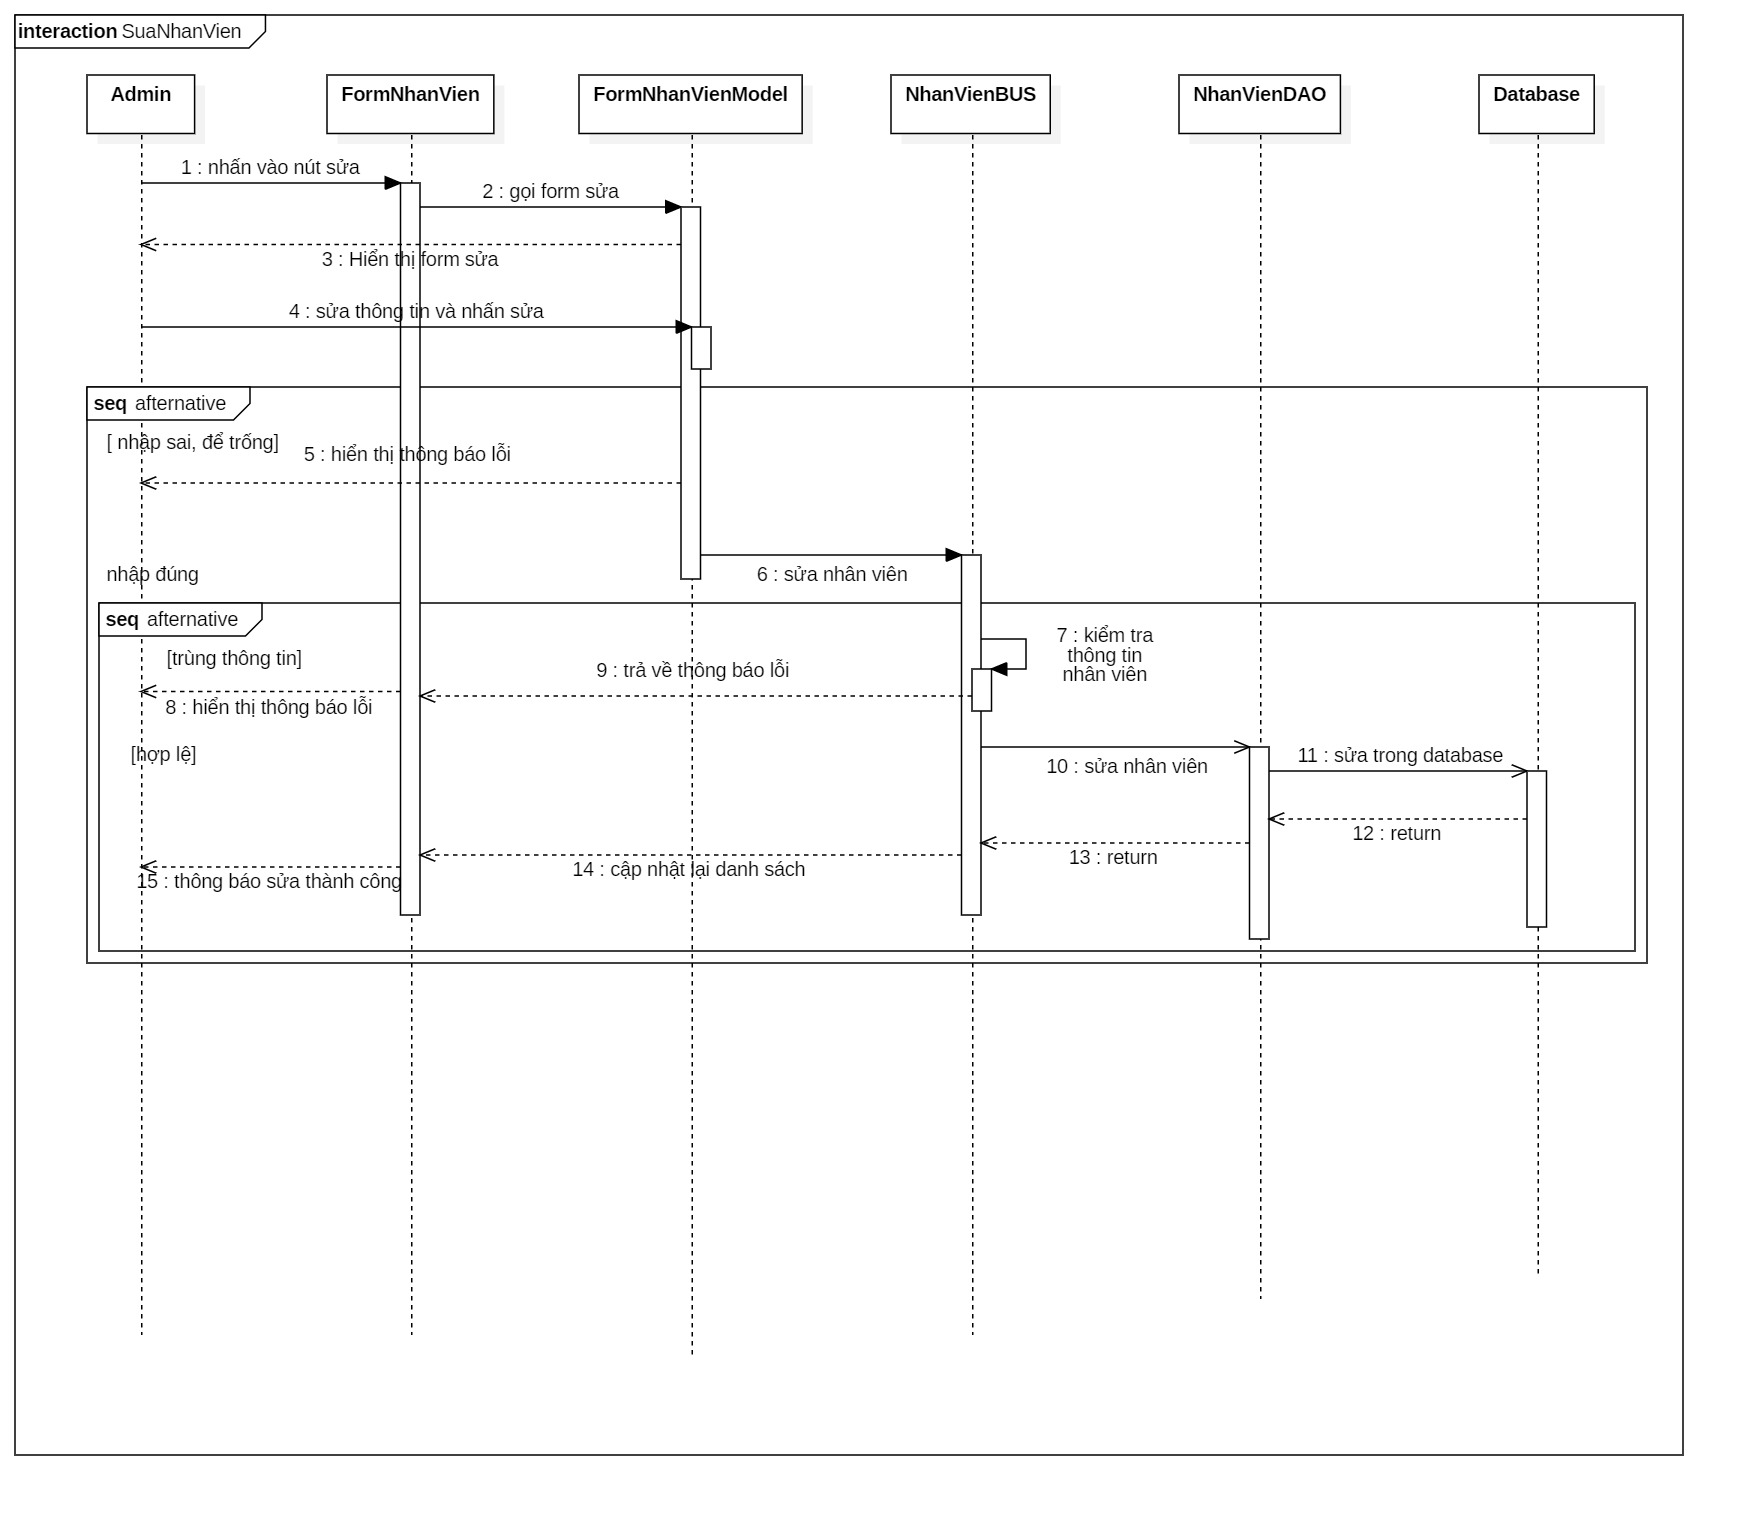 interaction SuaNhanVien
Admin
FormNhanVien
FormNhanVienModel
NhanVienBUS
NhanVienDAO
Database
1 : nhấn vào nút sửa
2 : gọi form sửa
3 : Hiển thị form sửa
4 : sửa thông tin và nhấn sửa
seq afternative
[ nhập sai, để trống]
5 : hiển thị thông báo lỗi
nhập đúng
6 : sửa nhân viên
seq afternative
7 : kiểm tra
thông tin
nhân viên
[trùng thông tin]
9 : trả về thông báo lỗi
8 : hiển thị thông báo lỗi
[hợp lệ]
10 : sửa nhân viên
11 : sửa trong database
12 : return
13 : return
14 : cập nhật lại danh sách
15 : thông báo sửa thành công